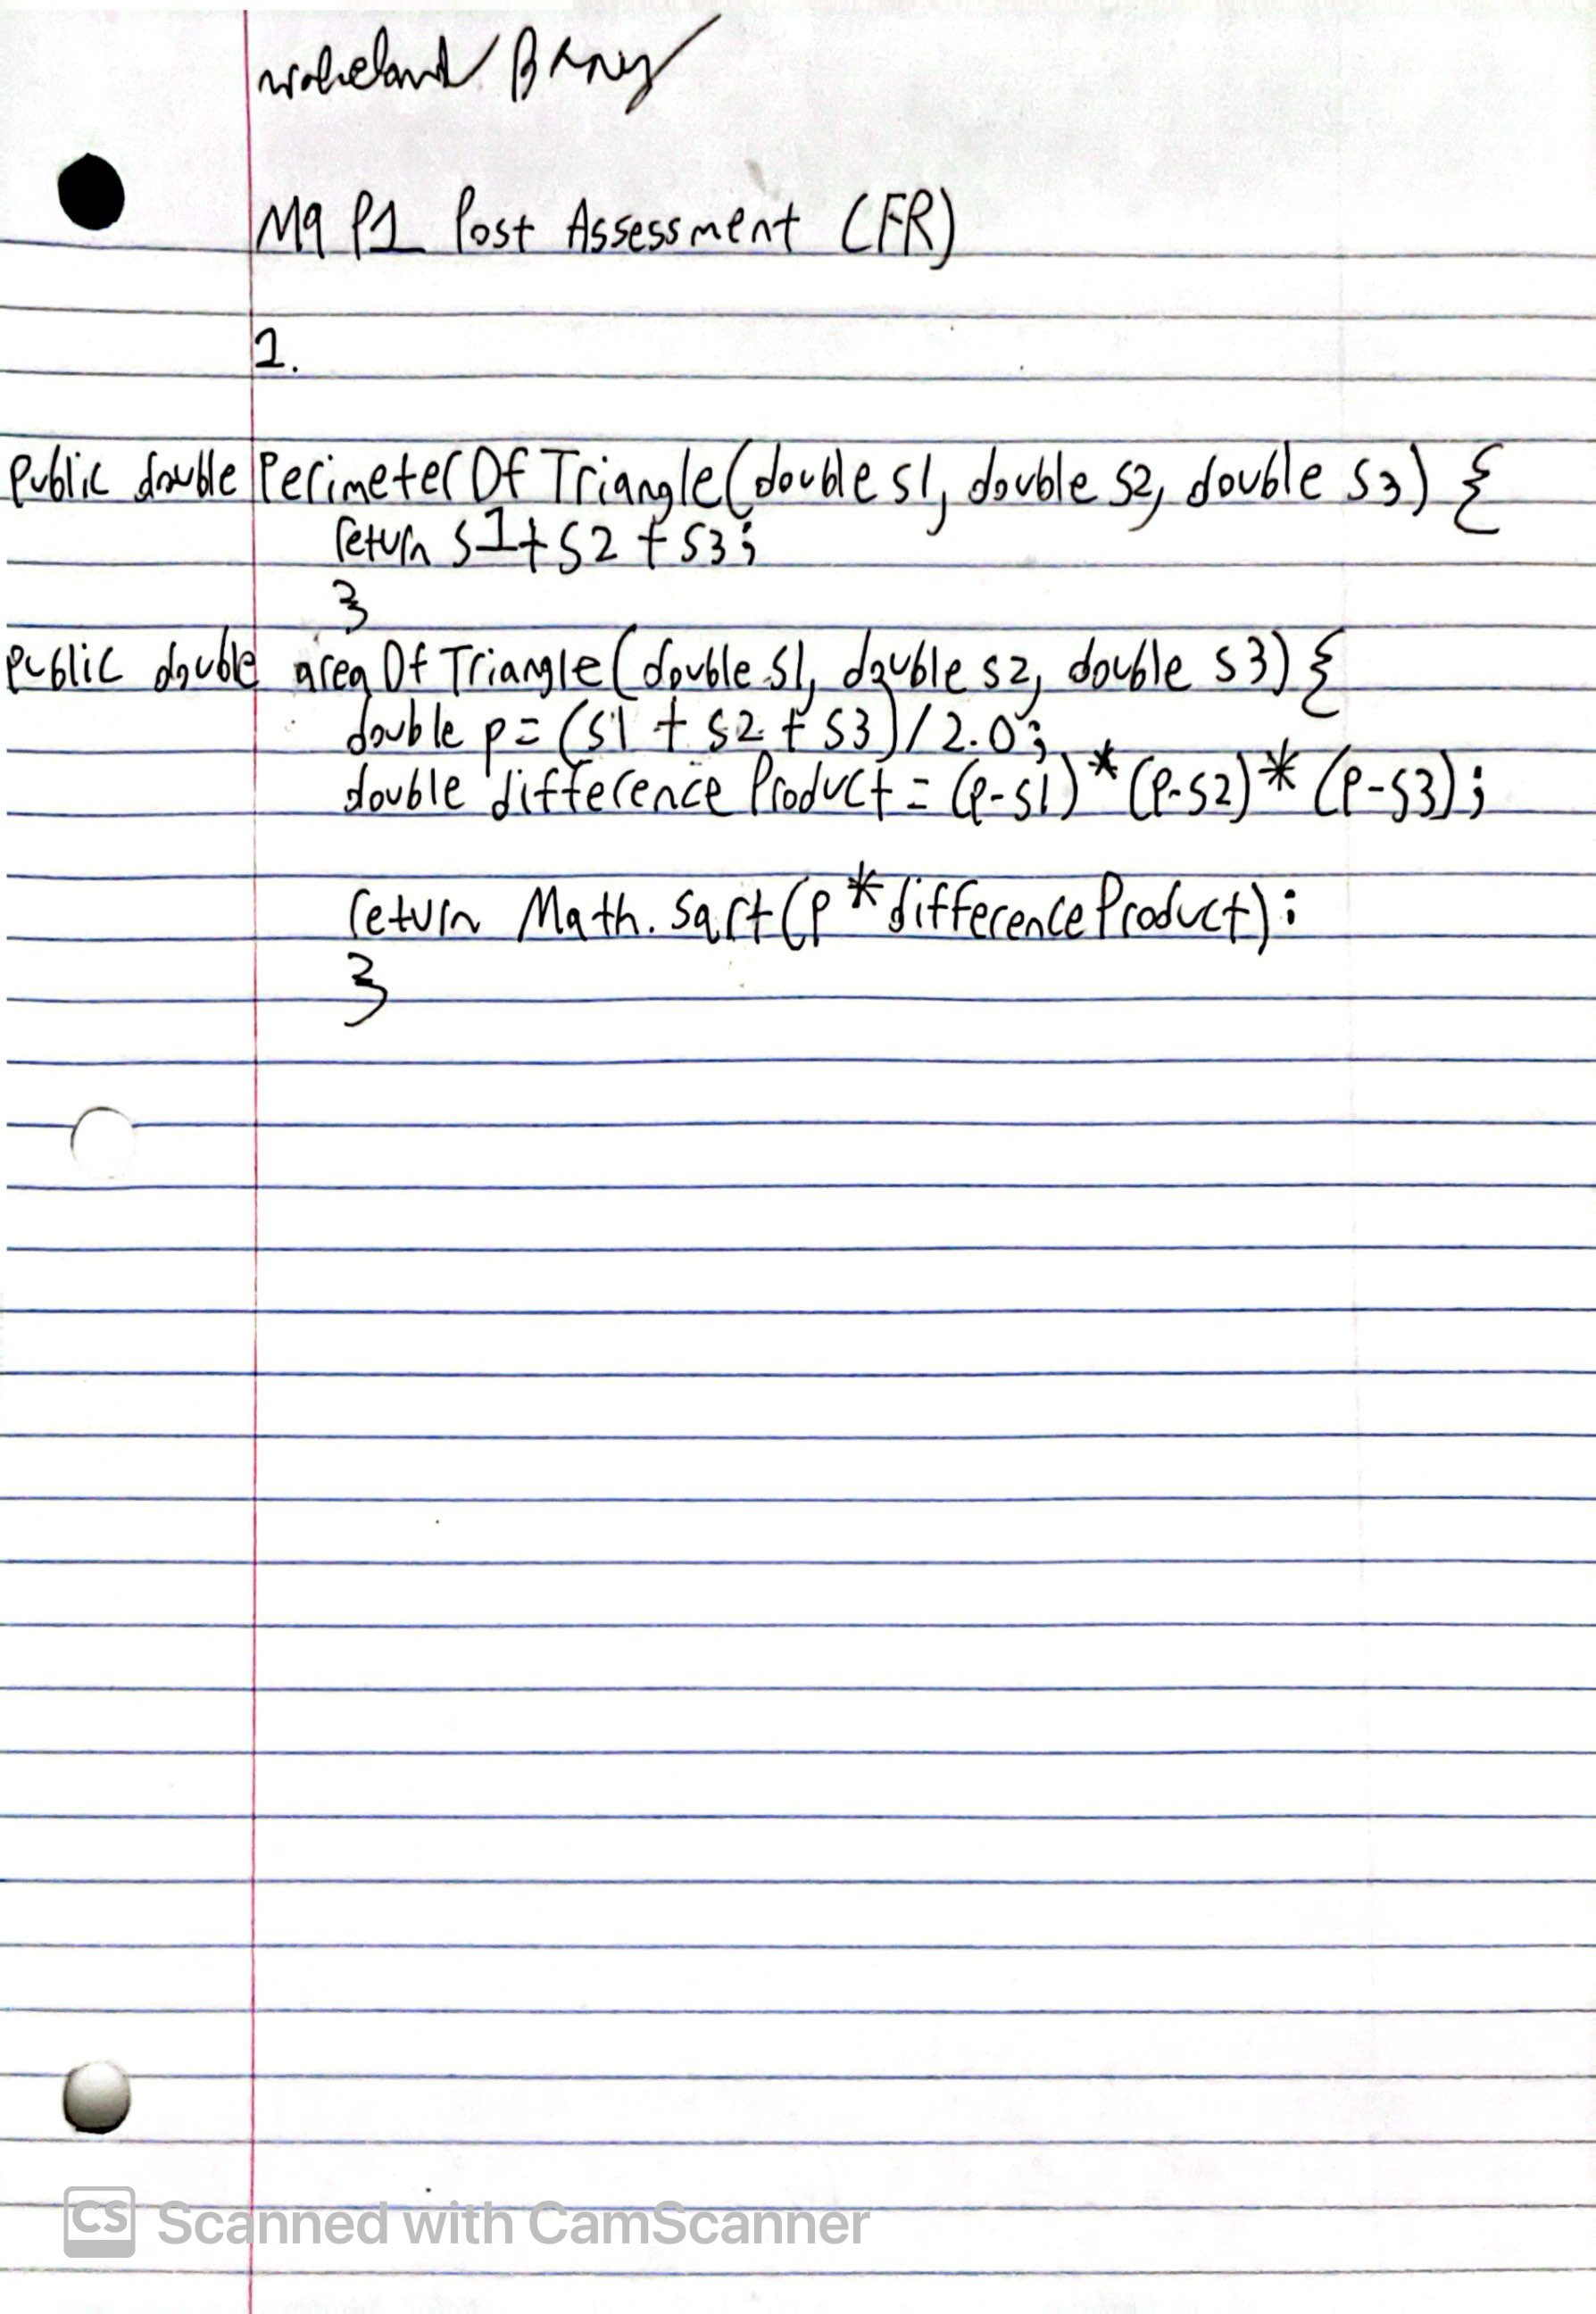 M9 P1 Post Assessment (FR)
1.
Public double PerimeterOfTriangle(double s1, double s2, double s3) {
return s1 + s2 + s3;
}
Public double areaOfTriangle(double s1, double s2, double s3) {
double p = (s1 + s2 + s3) / 2.0;
double differenceProduct = (p-s1) * (p-s2) * (p-s3);
return Math.sqrt(p * differenceProduct);
}
CS Scanned with CamScanner